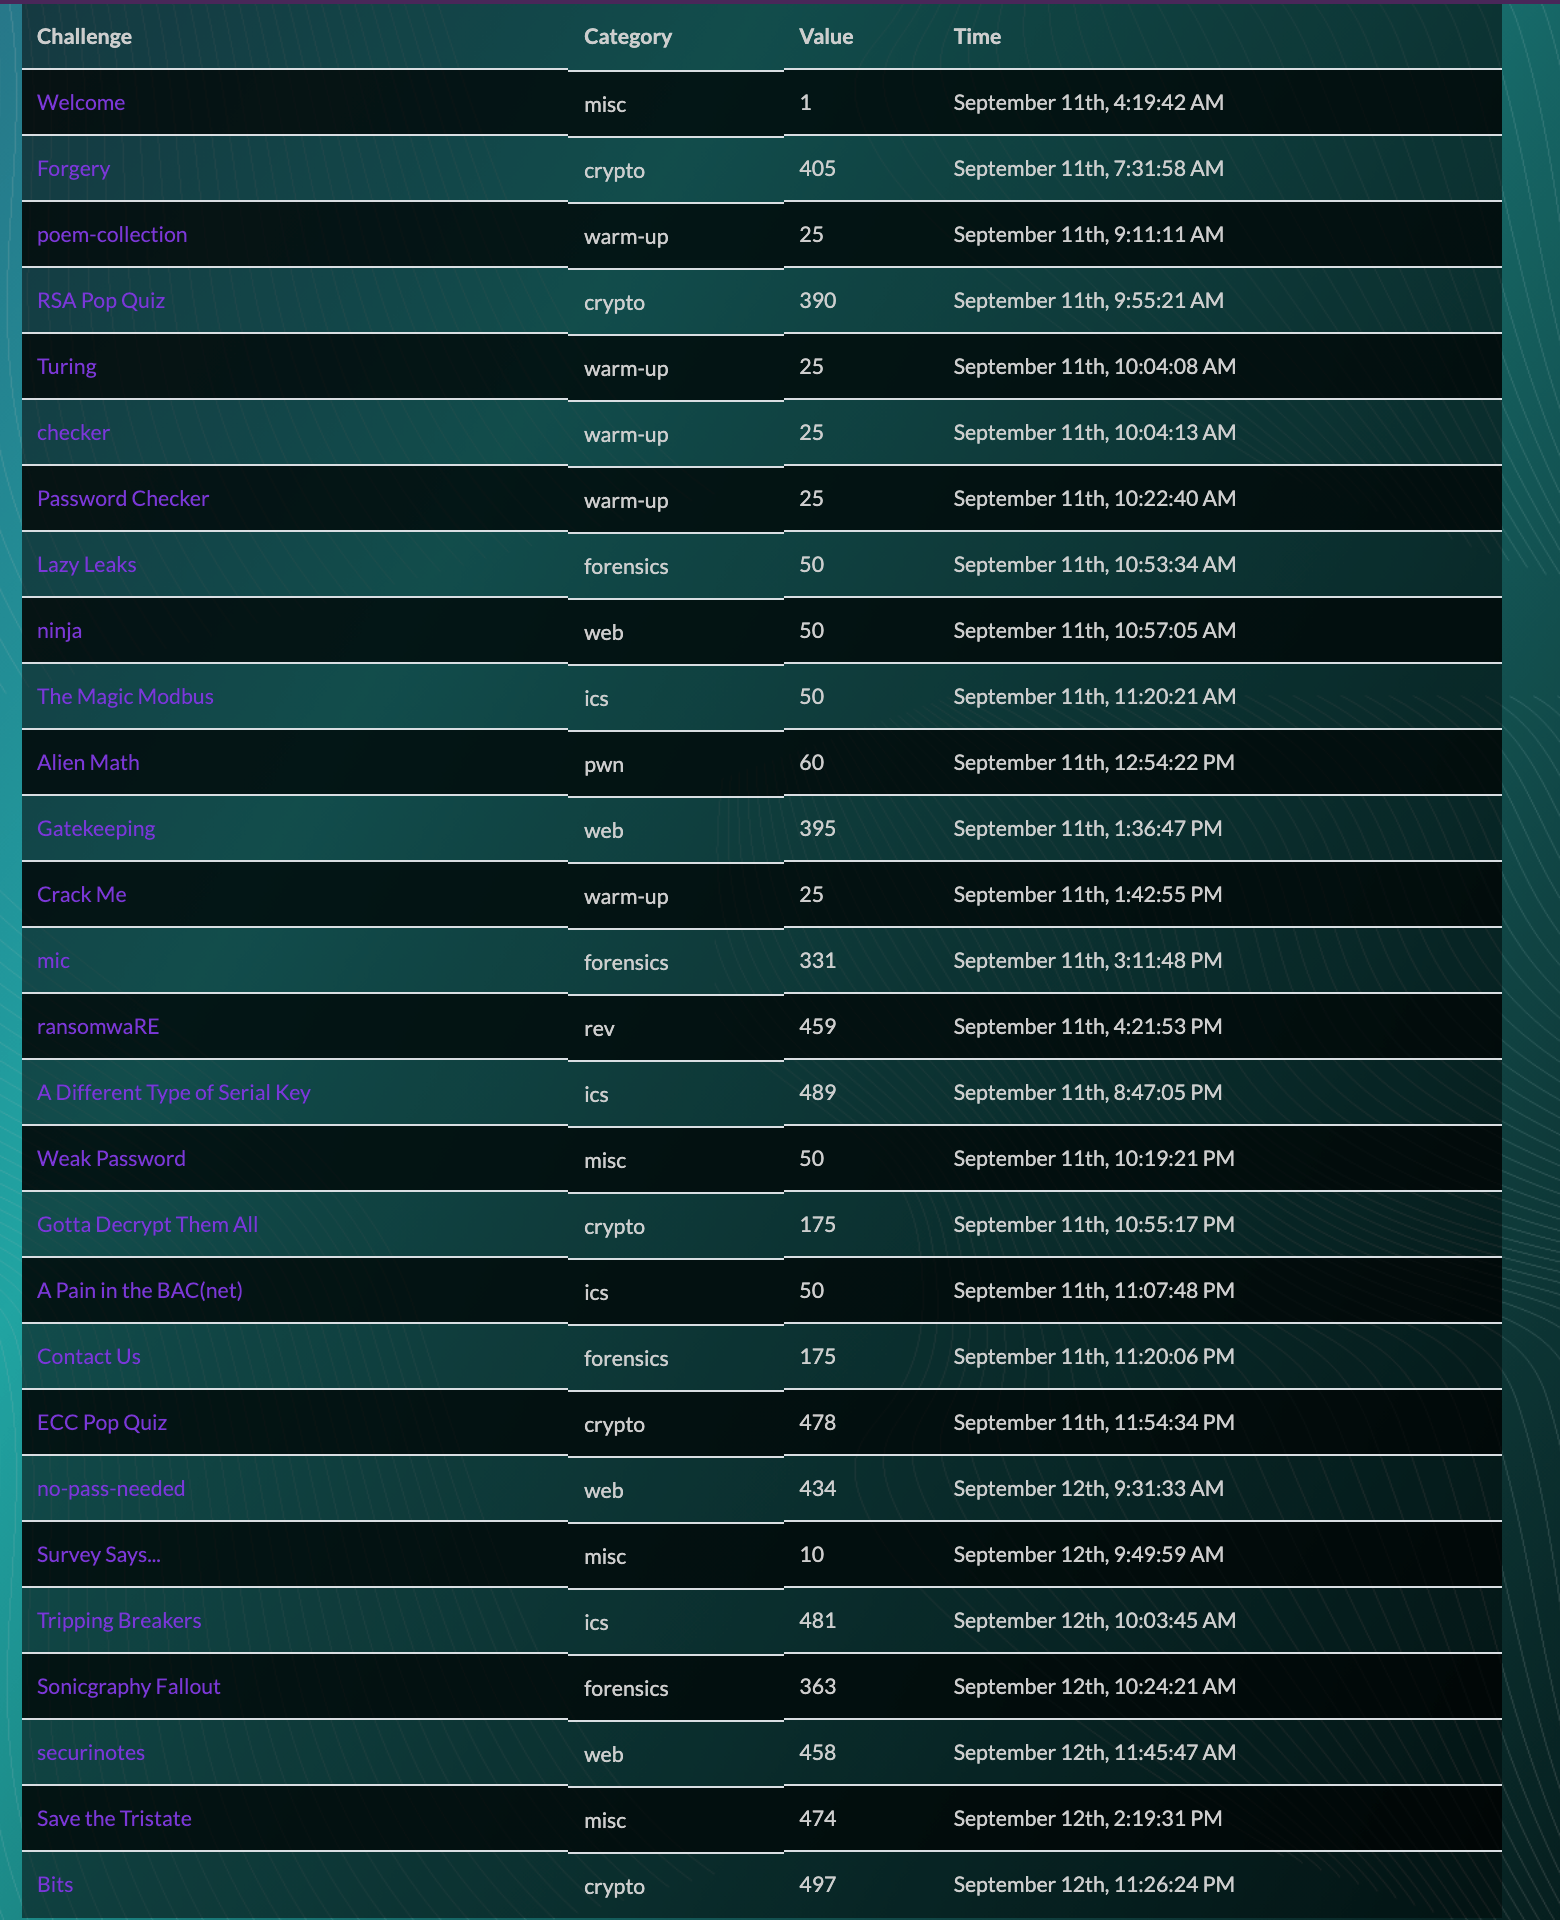 Challenge Category Value Time
Welcome misc 1 September 11th, 4:19:42 AM
Forgery crypto 405 September 11th, 7:31:58 AM
poem-collection warm-up 25 September 11th, 9:11:11 AM
RSA Pop Quiz crypto 390 September 11th, 9:55:21 AM
Turing warm-up 25 September 11th, 10:04:08 AM
checker warm-up 25 September 11th, 10:04:13 AM
Password Checker warm-up 25 September 11th, 10:22:40 AM
Lazy Leaks forensics 50 September 11th, 10:53:34 AM
ninja web 50 September 11th, 10:57:05 AM
The Magic Modbus ics 50 September 11th, 11:20:21 AM
Alien Math pwn 60 September 11th, 12:54:22 PM
Gatekeeping web 395 September 11th, 1:36:47 PM
Crack Me warm-up 25 September 11th, 1:42:55 PM
mic forensics 331 September 11th, 3:11:48 PM
ransomwaRE rev 459 September 11th, 4:21:53 PM
A Different Type of Serial Key ics 489 September 11th, 8:47:05 PM
Weak Password misc 50 September 11th, 10:19:21 PM
Gotta Decrypt Them All crypto 175 September 11th, 10:55:17 PM
A Pain in the BAC(net) ics 50 September 11th, 11:07:48 PM
Contact Us forensics 175 September 11th, 11:20:06 PM
ECC Pop Quiz crypto 478 September 11th, 11:54:34 PM
no-pass-needed web 434 September 12th, 9:31:33 AM
Survey Says... misc 10 September 12th, 9:49:59 AM
Tripping Breakers ics 481 September 12th, 10:03:45 AM
Sonicgraphy Fallout forensics 363 September 12th, 10:24:21 AM
securinotes web 458 September 12th, 11:45:47 AM
Save the Tristate misc 474 September 12th, 2:19:31 PM
Bits crypto 497 September 12th, 11:26:24 PM